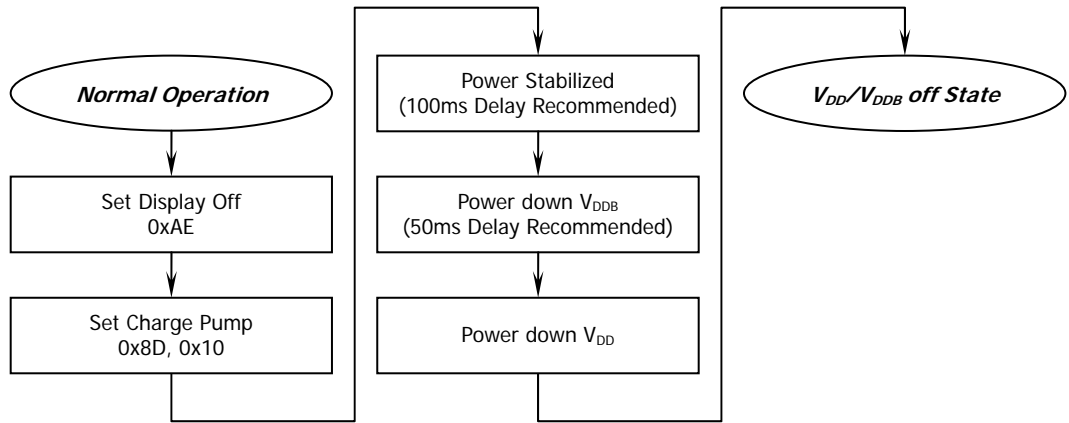 Normal Operation
Set Display Off
0xAE
Set Charge Pump
0x8D, 0x10
Power Stabilized
(100ms Delay Recommended)
Power down VDDB
(50ms Delay Recommended)
Power down VDD
VDD/VDDB off State